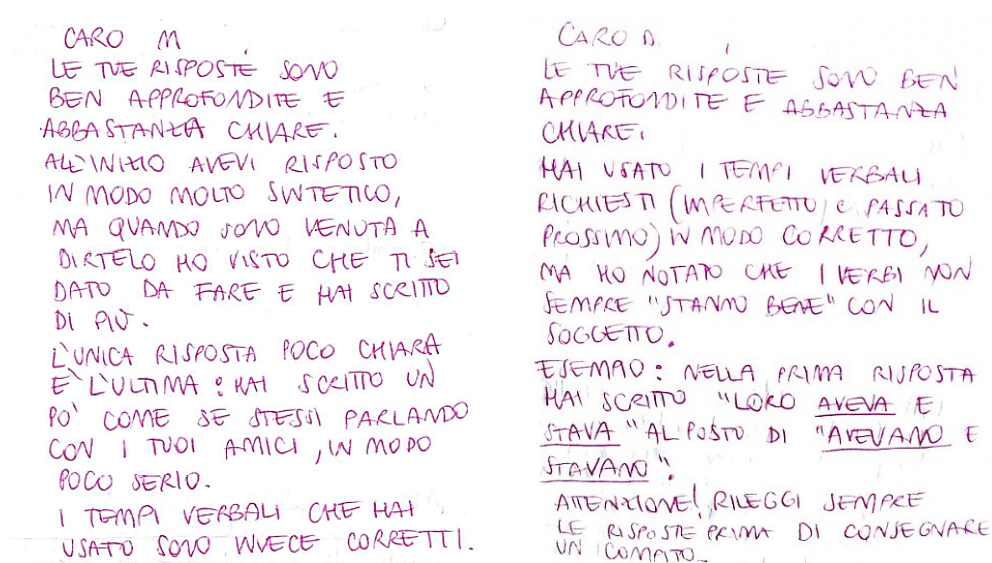 CARO M
LE TUE RISPOSTE SONO
BEN APPROFONDITE E
ABBASTANZA CHIARE.
ALL'INIZIO AVEVI RISPOSTO
IN MODO MOLTO SINTETICO,
MA QUANDO SONO VENUTA A
DIRTELO HO VISTO CHE TI SEI
DATO DA FARE E HAI SCRITTO
DI PIÙ.
L'UNICA RISPOSTA POCO CHIARA
E' L'ULTIMA: HAI SCRITTO UN
PO' COME SE STESSI PARLANDO
CON I TUOI AMICI, IN MODO
POCO SERIO.
I TEMPI VERBALI CHE HAI
USATO SONO INVECE CORRETTI.
CARO D.
LE TUE RISPOSTE SONO BEN
APPROFONDITE E ABBASTANZA
CHIARE.
HAI USATO I TEMPI VERBALI
RICHIESTI (IMPERFETTO E PASSATO
PROSSIMO) IN MODO CORRETTO,
MA HO NOTATO CHE I VERBI NON
SEMPRE "STANNO BENE" CON IL
SOGGETTO.
ESEMPIO: NELLA PRIMA RISPOSTA
HAI SCRITTO "LORO AVEVA E
STAVA" AL POSTO DI "AVEVANO E
STAVANO".
ATTENZIONE! RILEGGI SEMPRE
LE RISPOSTE PRIMA DI CONSEGNARE
UN COMPITO.